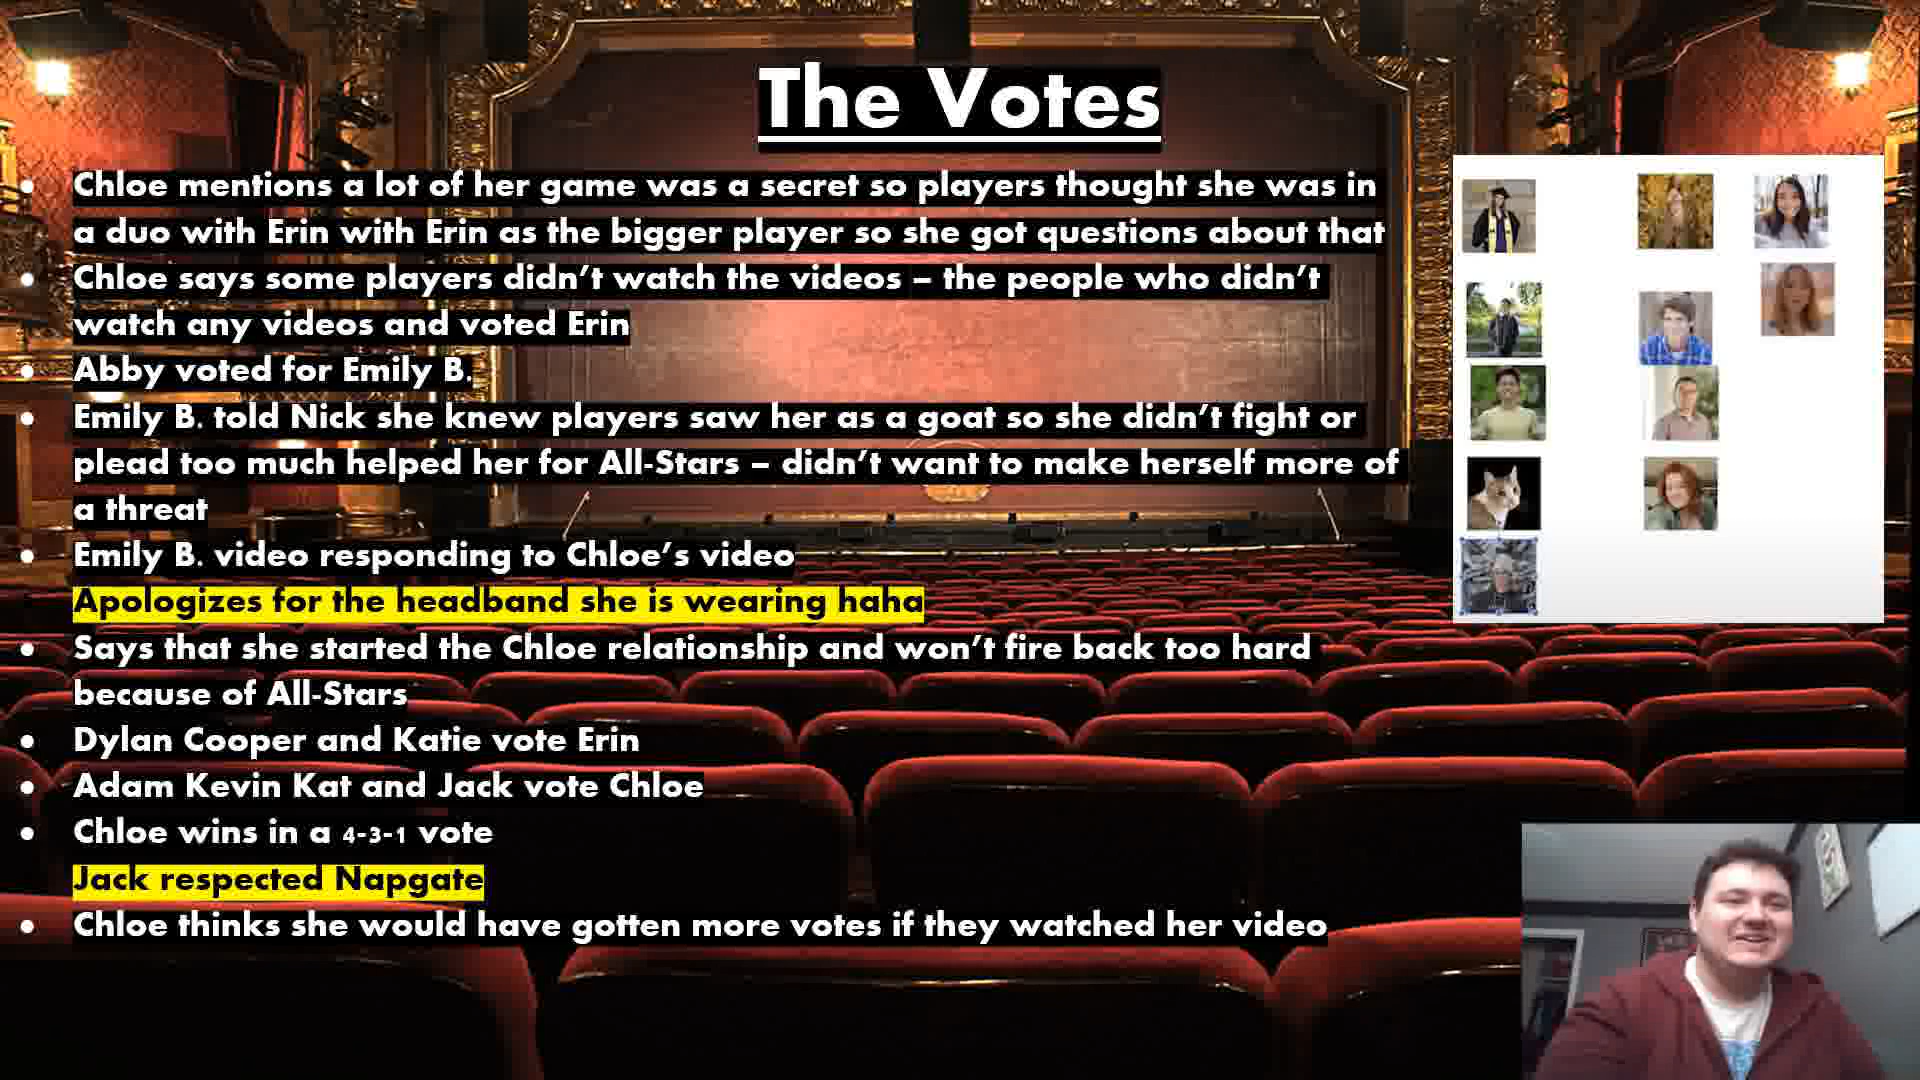 The Votes
• Chloe mentions a lot of her game was a secret so players thought she was in
a duo with Erin with Erin as the bigger player so she got questions about that
• Chloe says some players didn’t watch the videos – the people who didn’t
watch any videos and voted Erin
• Abby voted for Emily B.
• Emily B. told Nick she knew players saw her as a goat so she didn’t fight or
plead too much helped her for All-Stars – didn’t want to make herself more of
a threat
• Emily B. video responding to Chloe’s video
Apologizes for the headband she is wearing haha
• Says that she started the Chloe relationship and won’t fire back too hard
because of All-Stars
• Dylan Cooper and Katie vote Erin
• Adam Kevin Kat and Jack vote Chloe
• Chloe wins in a 4-3-1 vote
Jack respected Napgate
• Chloe thinks she would have gotten more votes if they watched her video